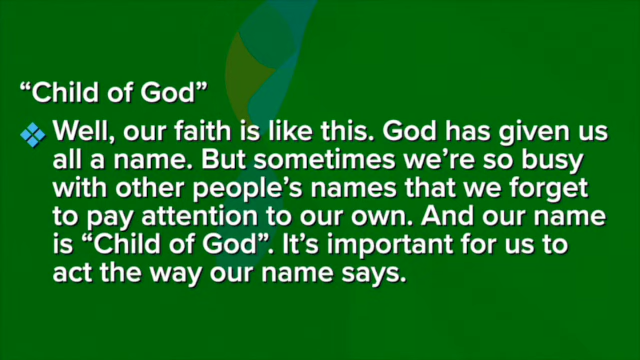 “Child of God”
Well, our faith is like this. God has given us
all a name. But sometimes we’re so busy
with other people’s names that we forget
to pay attention to our own. And our name
is “Child of God”. It’s important for us to
act the way our name says.